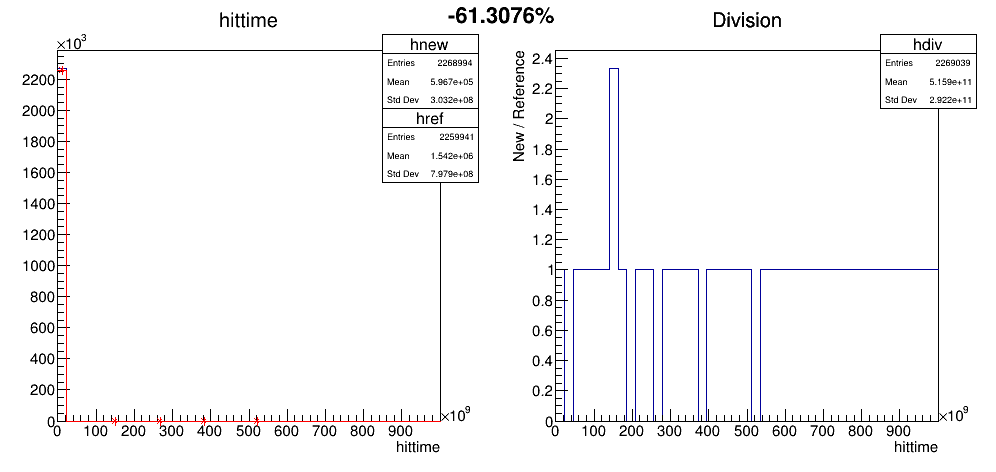 -61.3076%
hittime
×10³
hnew
Entries 2268994
Mean 5.967e+05
Std Dev 3.032e+08
href
Entries 2259941
Mean 1.542e+06
Std Dev 7.979e+08
2200
2000
1800
1600
1400
1200
1000
800
600
400
200
0
0 100 200 300 400 500 600 700 800 900
×10⁹
hittime
Division
hdiv
Entries 2269039
Mean 5.159e+11
Std Dev 2.922e+11
New / Reference
2.4
2.2
2
1.8
1.6
1.4
1.2
1
0.8
0.6
0.4
0.2
0
0 100 200 300 400 500 600 700 800 900
×10⁹
hittime